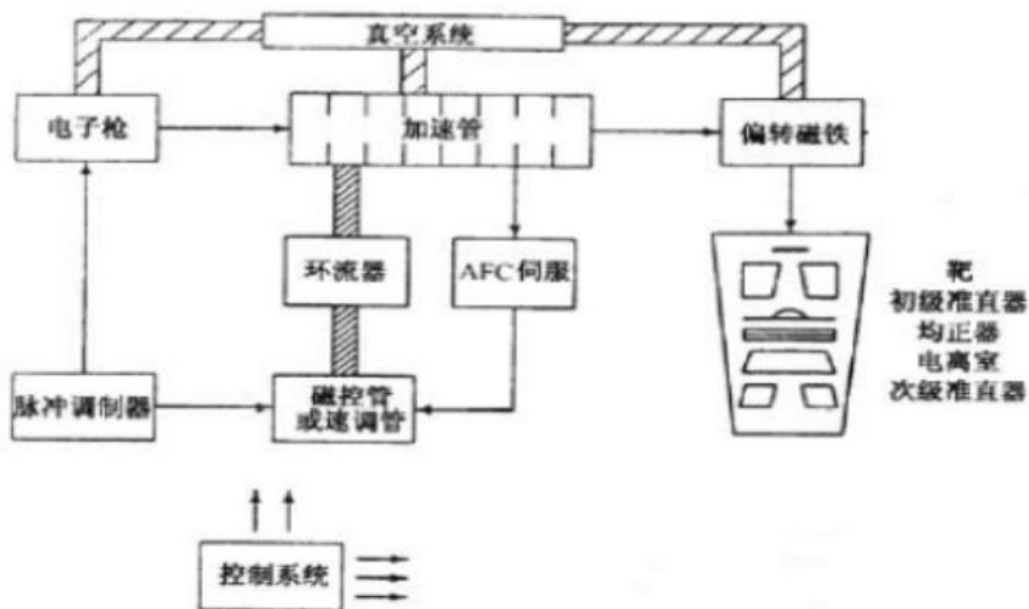 真空系统
电子枪
加速管
偏转磁铁
环流器
AFC伺服
靶
初级准直器
均正器
电离室
次级准直器
脉冲调制器
磁控管
或速调管
控制系统